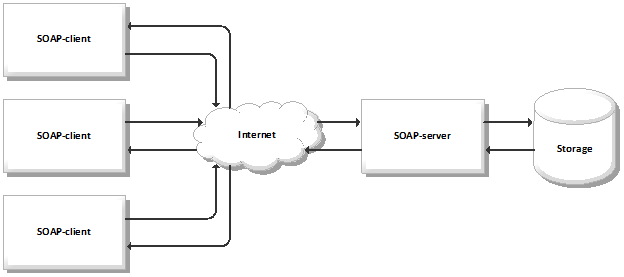 SOAP-client
SOAP-client
Internet
SOAP-server
Storage
SOAP-client